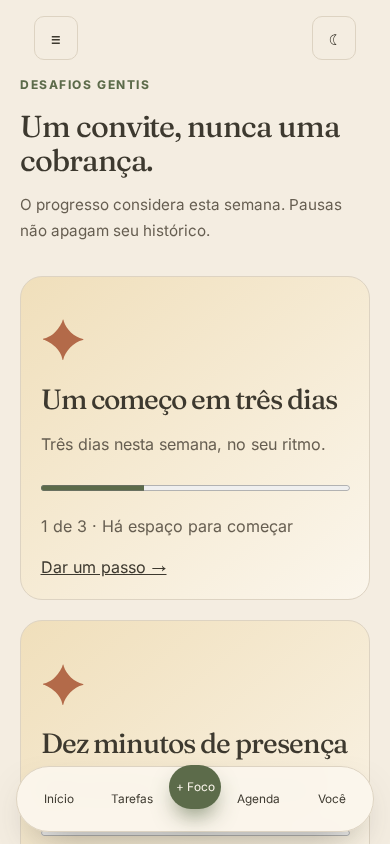 ≡
☾
DESAFIOS GENTIS
Um convite, nunca uma
cobrança.
O progresso considera esta semana. Pausas
não apagam seu histórico.
Um começo em três dias
Três dias nesta semana, no seu ritmo.
1 de 3 · Há espaço para começar
Dar um passo →
Dez minutos de presença
Início
Tarefas
+ Foco
Agenda
Você